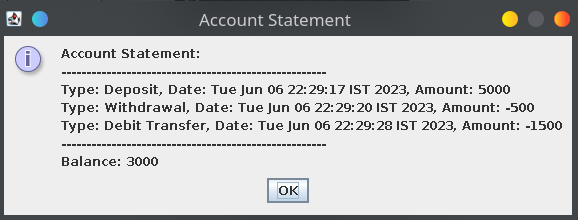 Account Statement
Account Statement:
-----------------------------------------------------
Type: Deposit, Date: Tue Jun 06 22:29:17 IST 2023, Amount: 5000
Type: Withdrawal, Date: Tue Jun 06 22:29:20 IST 2023, Amount: -500
Type: Debit Transfer, Date: Tue Jun 06 22:29:28 IST 2023, Amount: -1500
-----------------------------------------------------
Balance: 3000
OK